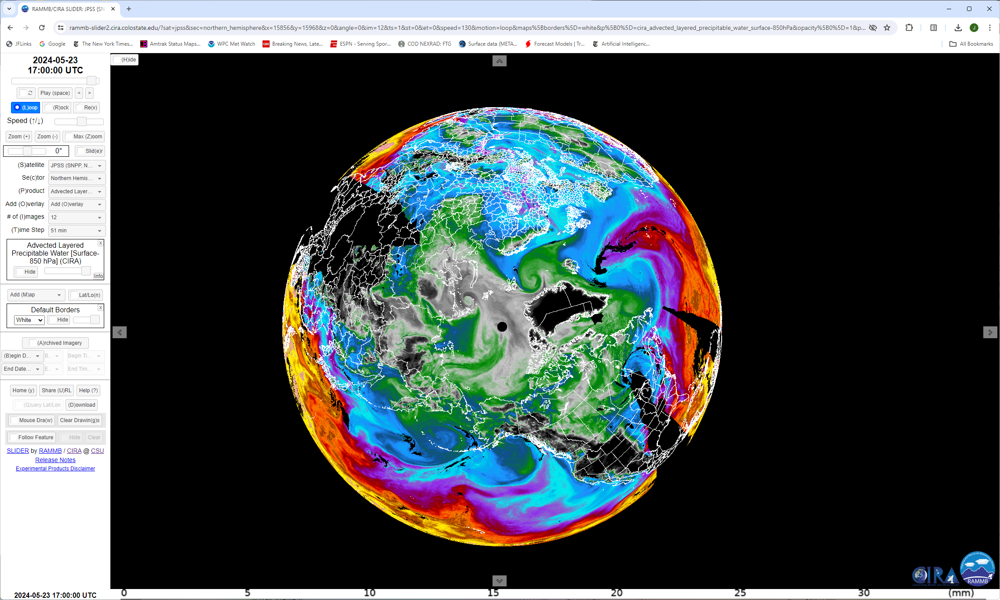 RAMMB/CIRA SLIDER: JPSS (SN
rammb-slider2.cira.colostate.edu/?sat=jpss&sec=northern_hemisphere&x=15856&y=15968&z=0&angle=0&im=12&ts=1&st=0&et=0&speed=130&motion=loop&maps%5Bborders%5D=white&p%5B0%5D=cira_advected_layered_precipitable_water_surface-850hPa&opacity%5B0%5D=1&p...
J
JFLinks Google The New York Times... Amtrak Status Maps... WPC Met Watch CNN Breaking News, Late... ESPN - Serving Spor... COD NEXRAD: FTG Surface data (META... Forecast Models | Tr... Artificial Intelligenc... All Bookmarks
2024-05-23
17:00:00 UTC
(H)ide
Play (space) < >
(L)oop (R)ock Re(v)
Speed (↑/↓)
Zoom (+) Zoom (-) Max (Z)oom
0° Slid(e)r
(S)atellite JPSS (SNPP, N...
Se(c)tor Northern Hemis...
(P)roduct Advected Layer...
Add (O)verlay Add (O)verlay
# of (I)mages 12
(T)ime Step 51 min
Advected Layered X
Precipitable Water [Surface-
850 hPa] (CIRA)
Hide
Info
Add (M)ap Lat/Lo(n)
Default Borders X
White Hide
(A)rchived Imagery
(B)egin D... B.. Begin Ti...
End Date... E.. End Tim...
Home (y) Share (U)RL Help (?)
(Q)uery Lat/Lon (D)ownload
Mouse Dra(w) Clear Drawin(g)s
Follow Feature Hide Clear
SLIDER by RAMMB / CIRA @ CSU
Release Notes
Experimental Products Disclaimer
CIRA
RAMMB
2024-05-23 17:00:00 UTC
0 5 10 15 20 25 30 (mm)